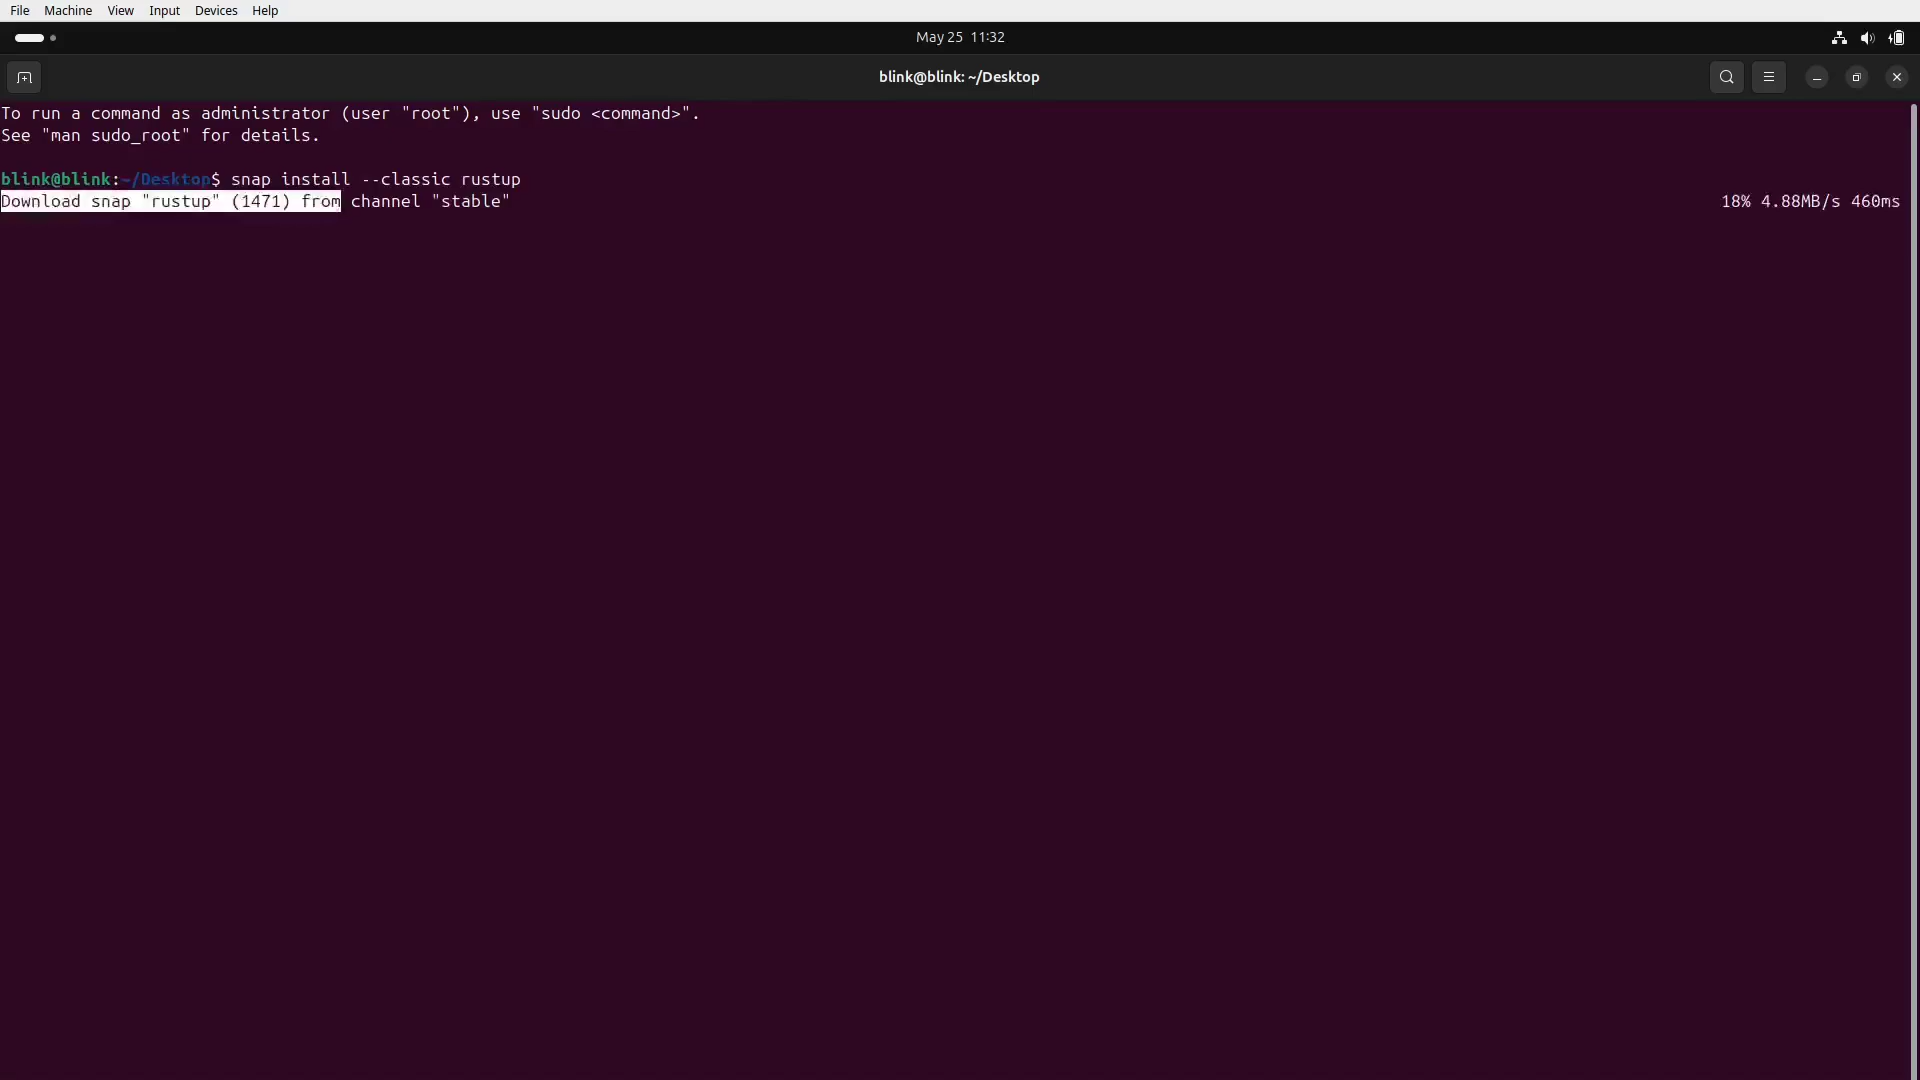 File Machine View Input Devices Help
May 25 11:32
blink@blink: ~/Desktop
To run a command as administrator (user "root"), use "sudo <command>".
See "man sudo_root" for details.
blink@blink:~/Desktop$ snap install --classic rustup
Download snap "rustup" (1471) from channel "stable" 18% 4.88MB/s 460ms